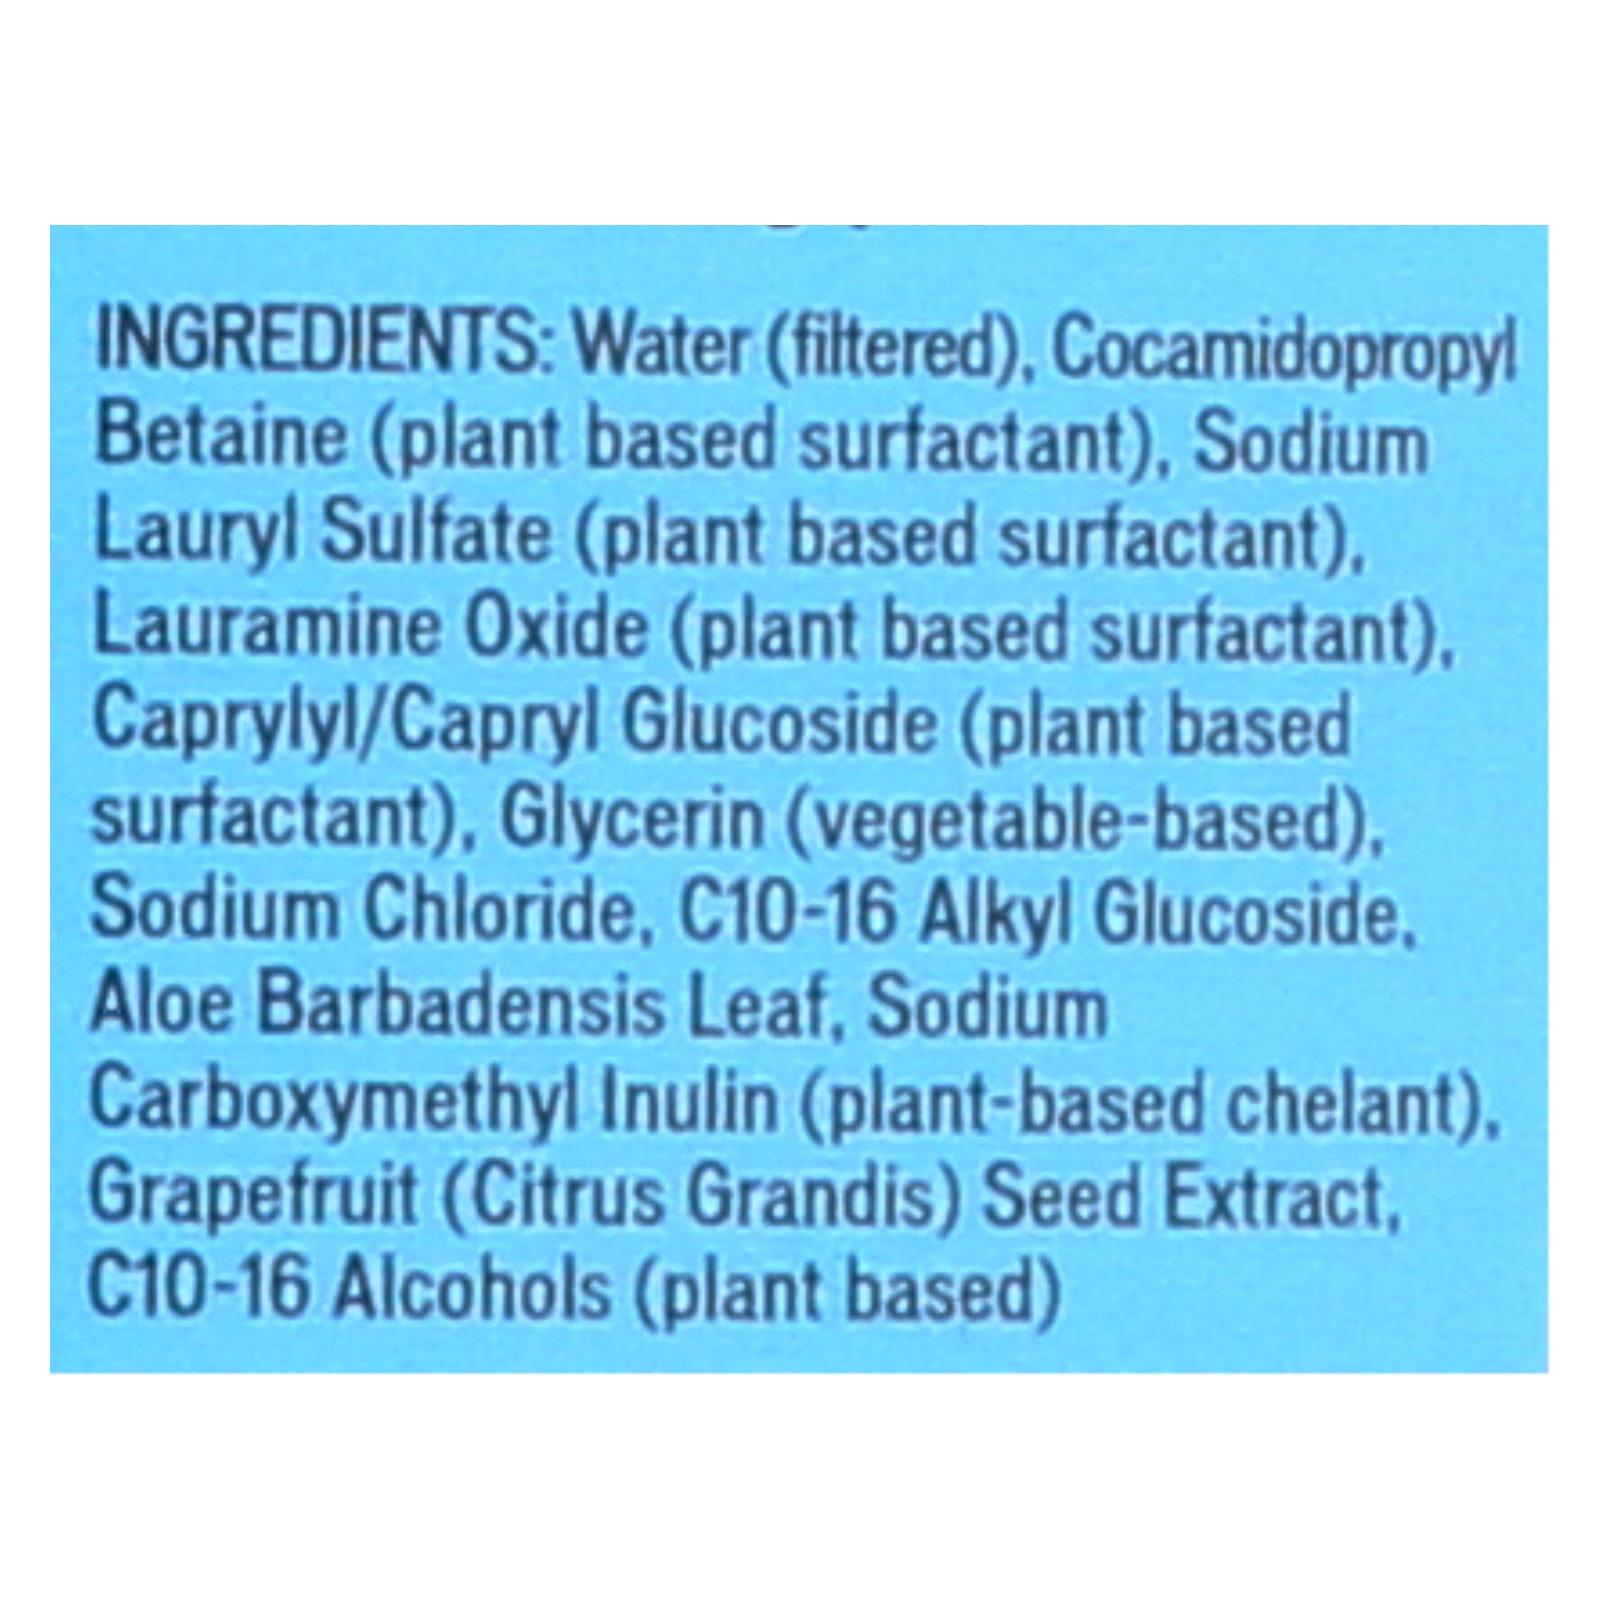 INGREDIENTS: Water (filtered), Cocamidopropyl
Betaine (plant based surfactant), Sodium
Lauryl Sulfate (plant based surfactant),
Lauramine Oxide (plant based surfactant),
Caprylyl/Capryl Glucoside (plant based
surfactant), Glycerin (vegetable-based),
Sodium Chloride, C10-16 Alkyl Glucoside,
Aloe Barbadensis Leaf, Sodium
Carboxymethyl Inulin (plant-based chelant),
Grapefruit (Citrus Grandis) Seed Extract,
C10-16 Alcohols (plant based)